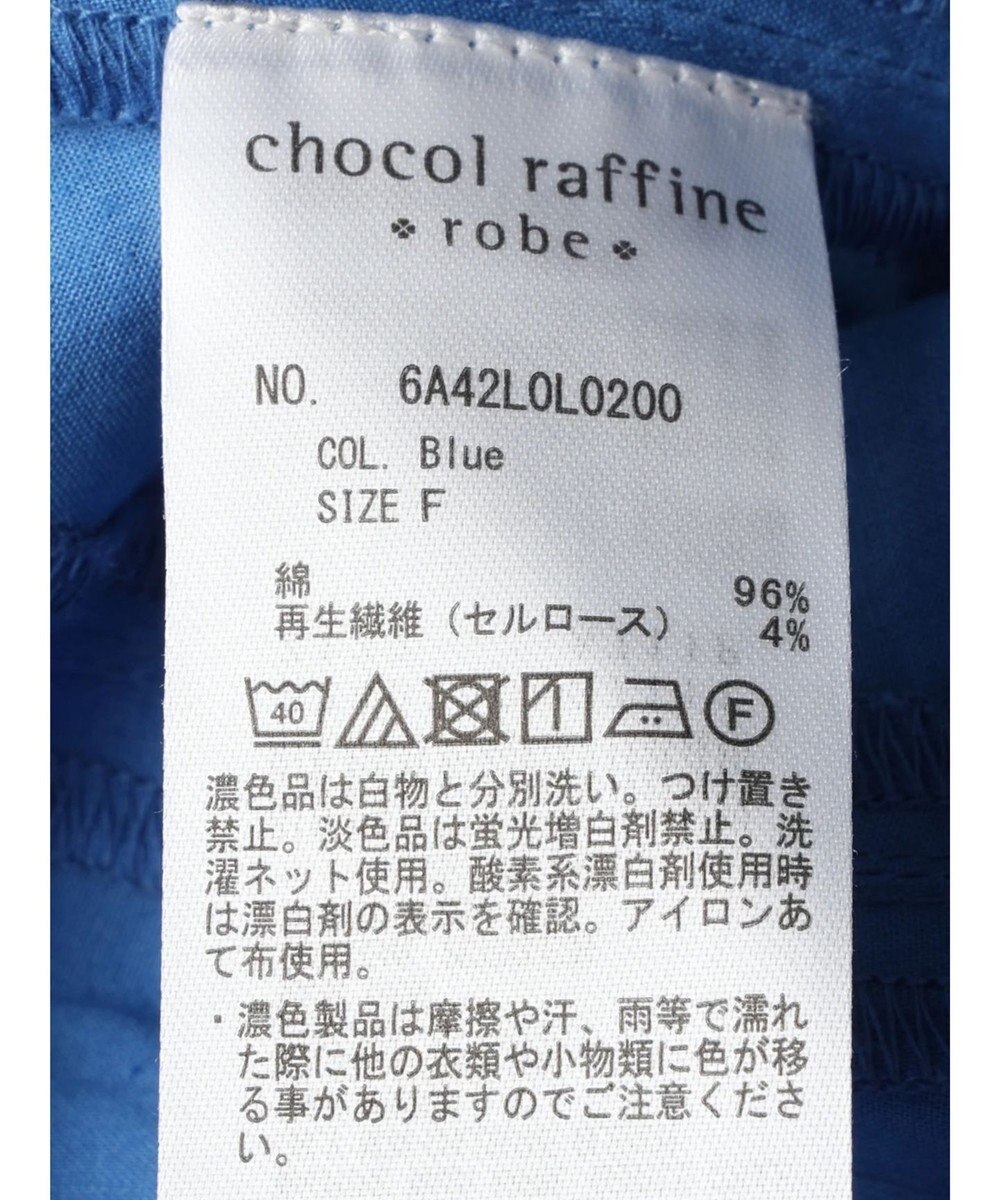 chocol raffine
robe
NO. 6A42L0L0200
COL. Blue
SIZE F
綿 96%
再生繊維（セルロース） 4%
40 F
濃色品は白物と分別洗い。つけ置き
禁止。淡色品は蛍光増白剤禁止。洗
濯ネット使用。酸素系漂白剤使用時
は漂白剤の表示を確認。アイロンあ
て布使用。
・濃色製品は摩擦や汗、雨等で濡れ
た際に他の衣類や小物類に色が移
る事がありますのでご注意くださ
い。